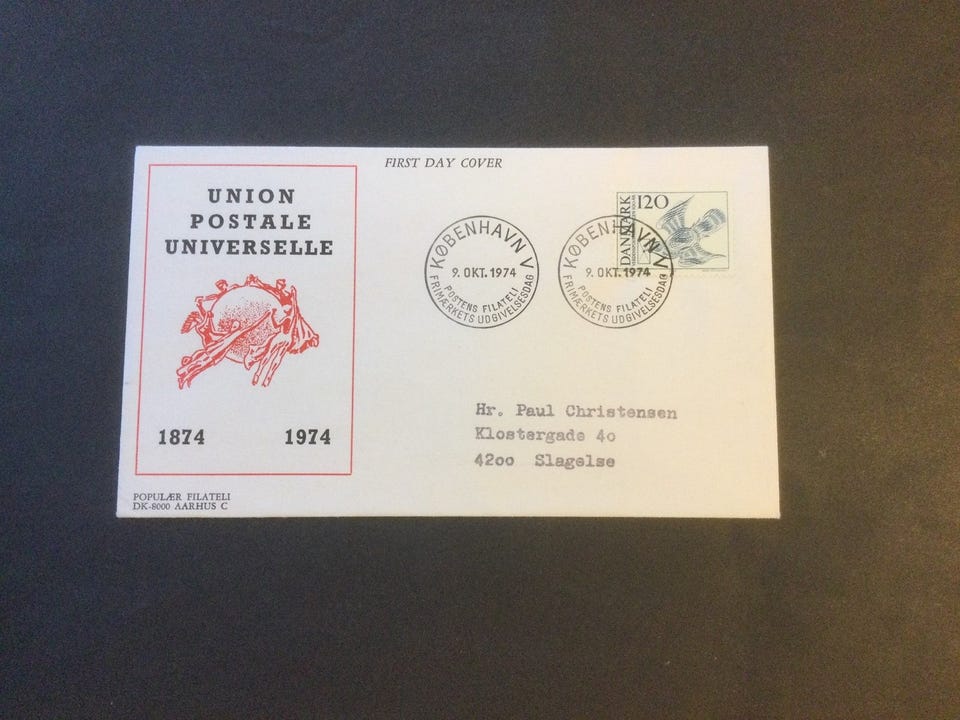 FIRST DAY COVER
UNION
POSTALE
UNIVERSELLE
1874 1974
POPULÆR FILATELI
DK-8000 AARHUS C
KØBENHAVN V
9. OKT. 1974
POSTENS FILATELI
FRIMÆRKETS UDGIVELSESDAG
KØBENHAVN V
9. OKT. 1974
POSTENS FILATELI
FRIMÆRKETS UDGIVELSESDAG
DANMARK
120
Hr. Paul Christensen
Klostergade 4o
42oo Slagelse